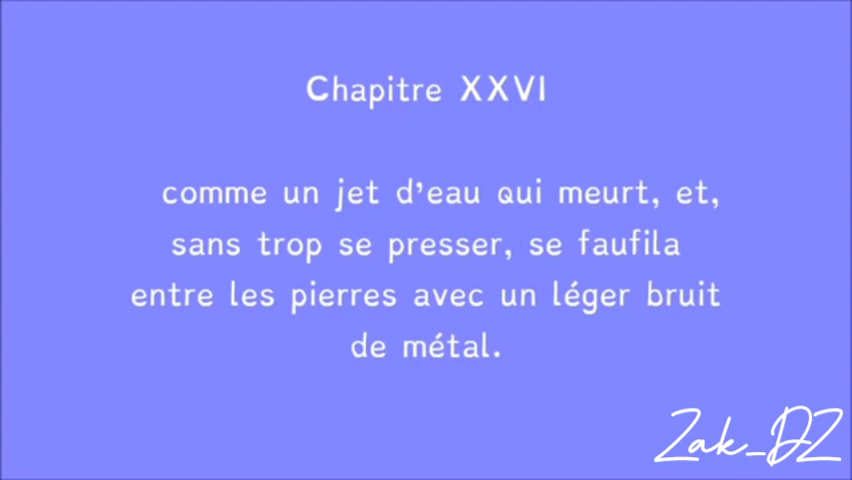 Chapitre XXVI
comme un jet d'eau qui meurt, et,
sans trop se presser, se faufila
entre les pierres avec un léger bruit
de métal.
Zak_DZ